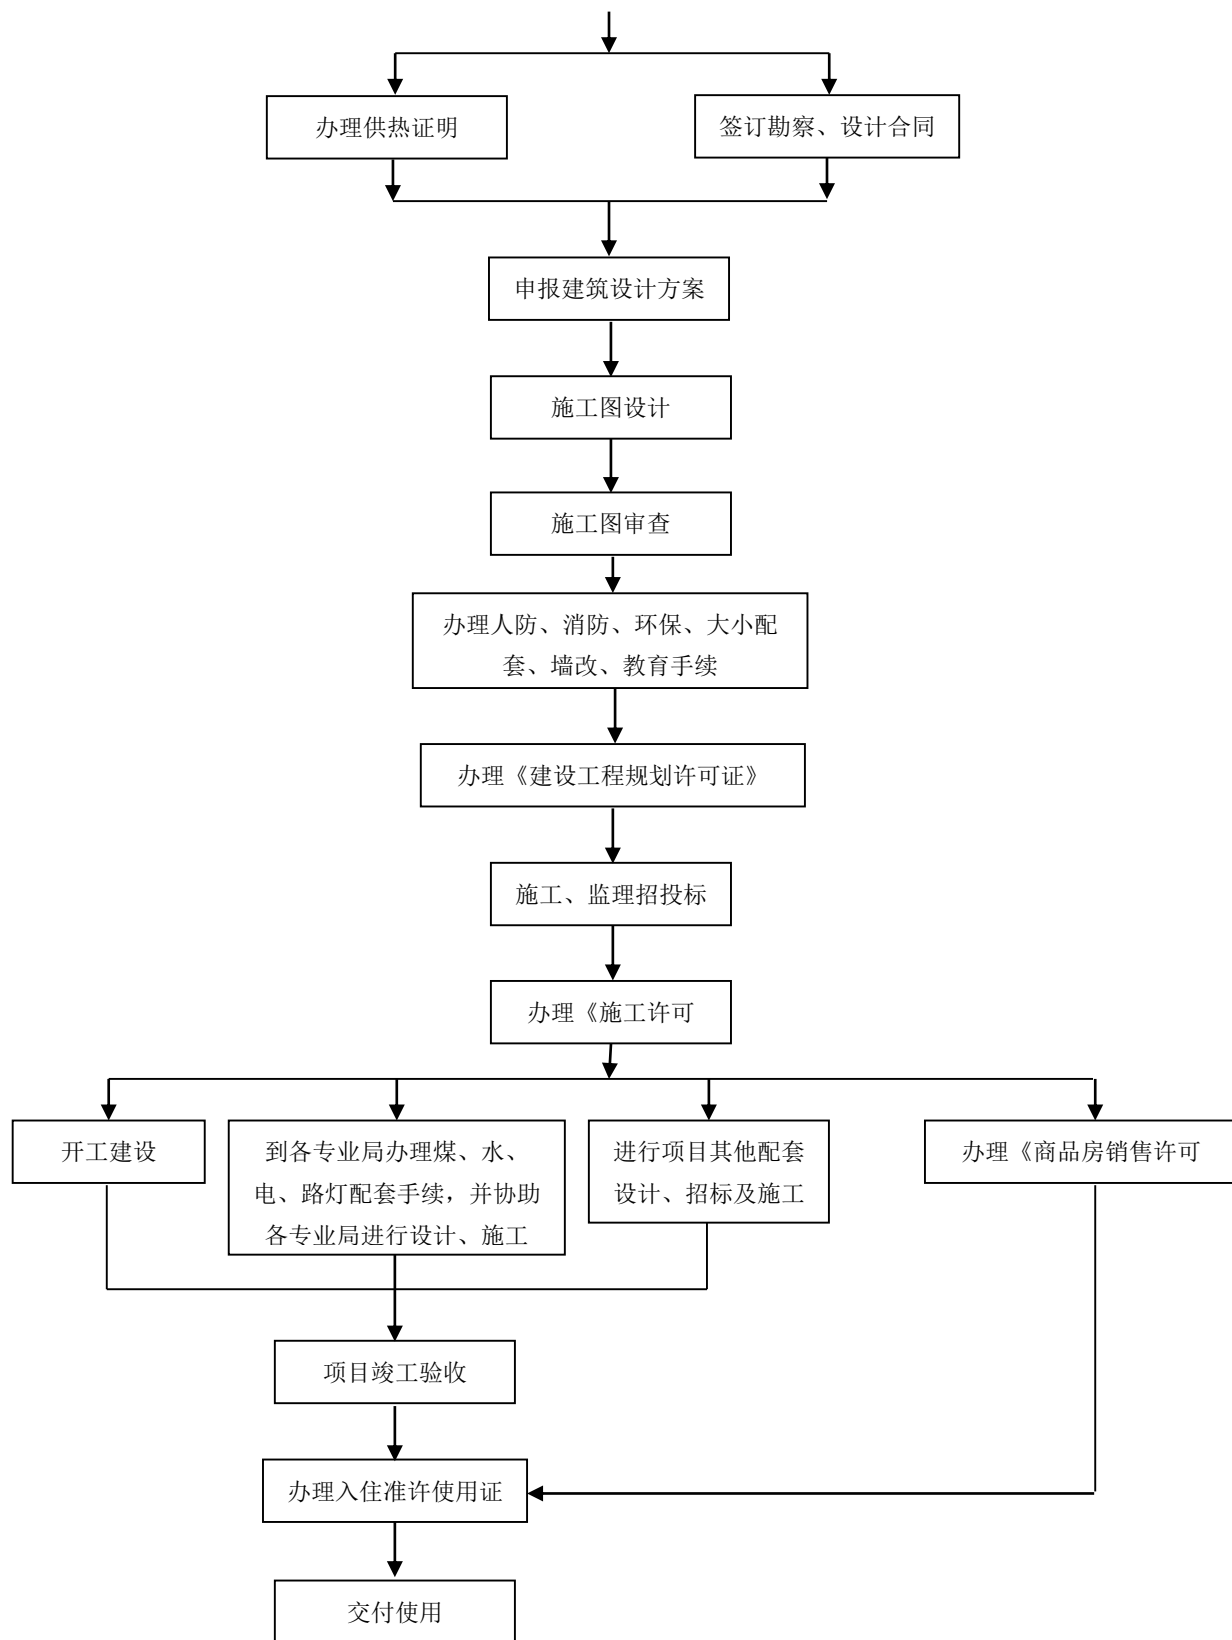 办理供热证明
签订勘察、设计合同
申报建筑设计方案
施工图设计
施工图审查
办理人防、消防、环保、大小配
套、墙改、教育手续
办理《建设工程规划许可证》
施工、监理招投标
办理《施工许可
开工建设
到各专业局办理煤、水、
电、路灯配套手续，并协助
各专业局进行设计、施工
进行项目其他配套
设计、招标及施工
办理《商品房销售许可
项目竣工验收
办理入住准许使用证
交付使用